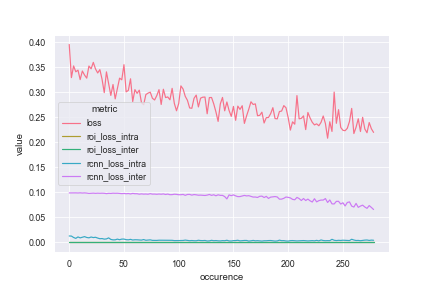 0.40
0.35
0.30
0.25
0.20
0.15
0.10
0.05
0.00
value
metric
loss
roi_loss_intra
roi_loss_inter
rcnn_loss_intra
rcnn_loss_inter
0 50 100 150 200 250
occurence